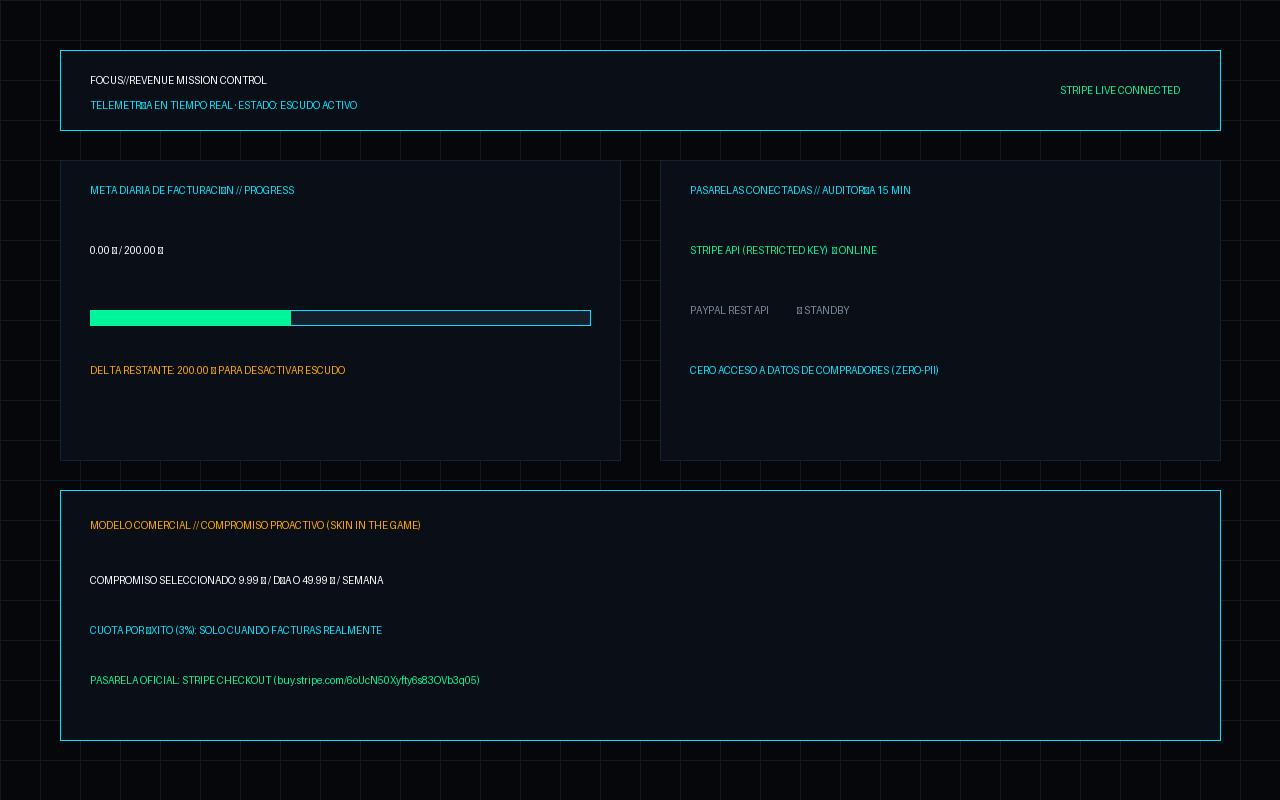 FOCUS//REVENUE MISSION CONTROL
TELEMETR▯A EN TIEMPO REAL · ESTADO: ESCUDO ACTIVO
STRIPE LIVE CONNECTED
META DIARIA DE FACTURACI▯N // PROGRESS
0.00 ▯ / 200.00 ▯
DELTA RESTANTE: 200.00 ▯ PARA DESACTIVAR ESCUDO
PASARELAS CONECTADAS // AUDITOR▯A 15 MIN
STRIPE API (RESTRICTED KEY) ▯ ONLINE
PAYPAL REST API ▯ STANDBY
CERO ACCESO A DATOS DE COMPRADORES (ZERO-PII)
MODELO COMERCIAL // COMPROMISO PROACTIVO (SKIN IN THE GAME)
COMPROMISO SELECCIONADO: 9.99 ▯ / D▯A O 49.99 ▯ / SEMANA
CUOTA POR ▯XITO (3%): SOLO CUANDO FACTURAS REALMENTE
PASARELA OFICIAL: STRIPE CHECKOUT (buy.stripe.com/6oUcN50Xyfty6s83OVb3q05)